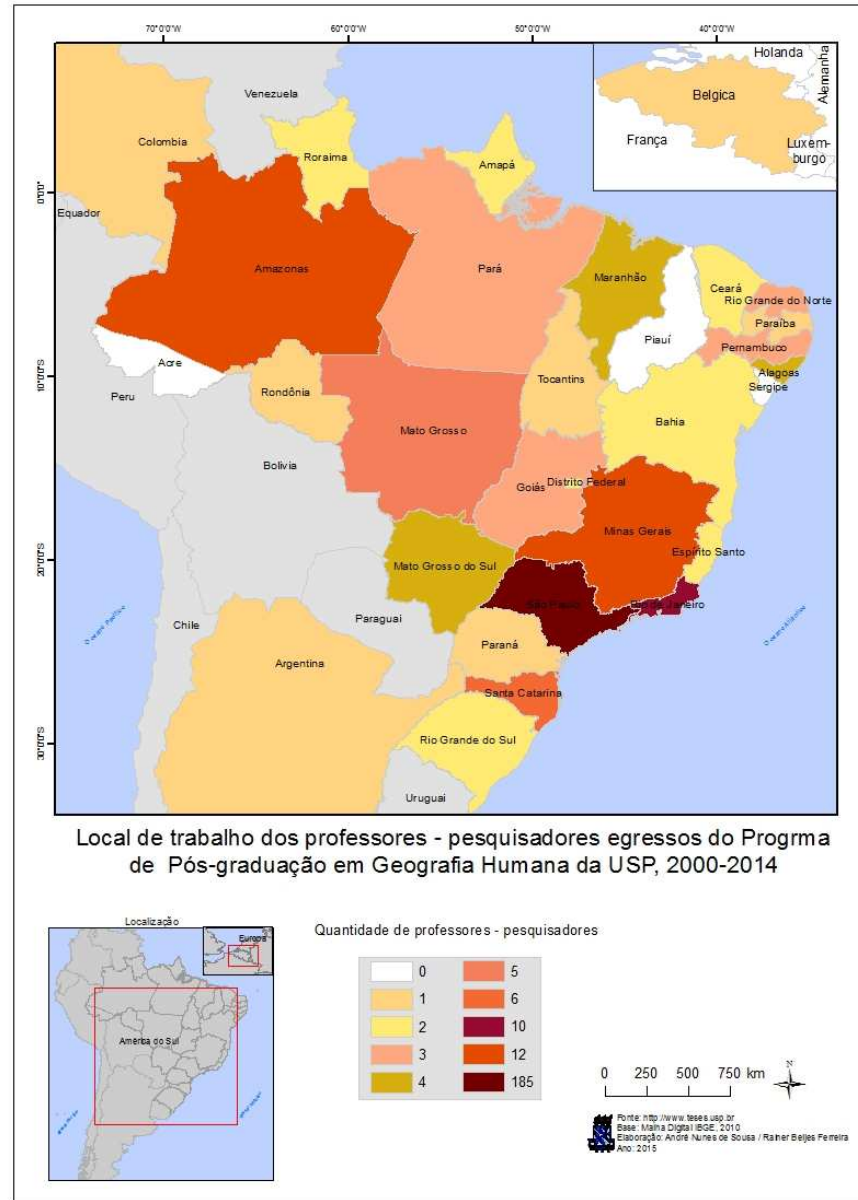 70°0'0"W
60°0'0"W
50°0'0"W
40°0'0"W
Holanda
Alemanha
Belgica
França
Luxem-
burgo
Venezuela
Colombia
Roraima
Amapá
0°0'0"
Equador
Amazonas
Pará
Maranhão
Ceará
Rio Grande do Norte
Paraíba
Piauí
Pernambuco
Acre
Alagoas
Sergipe
10°0'0"S
Peru
Rondônia
Tocantins
Bahia
Mato Grosso
Bolivia
Goiás
Distrito Federal
Minas Gerais
Espírito Santo
20°0'0"S
Mato Grosso do Sul
São Paulo
Rio de Janeiro
Oceano Pacífico
Chile
Paraguai
Oceano Atlântico
Paraná
Argentina
Santa Catarina
30°0'0"S
Rio Grande do Sul
Uruguai
Local de trabalho dos professores - pesquisadores egressos do Progrma
de Pós-graduação em Geografia Humana da USP, 2000-2014
Localização
Europa
América do Sul
Quantidade de professores - pesquisadores
0
5
1
6
2
10
3
12
4
185
0 250 500 750 km
N
Fonte: http://www.teses.usp.br
Base: Malha Digital IBGE, 2010
Elaboração: André Nunes de Sousa / Rainer Beljes Ferreira
Ano: 2015